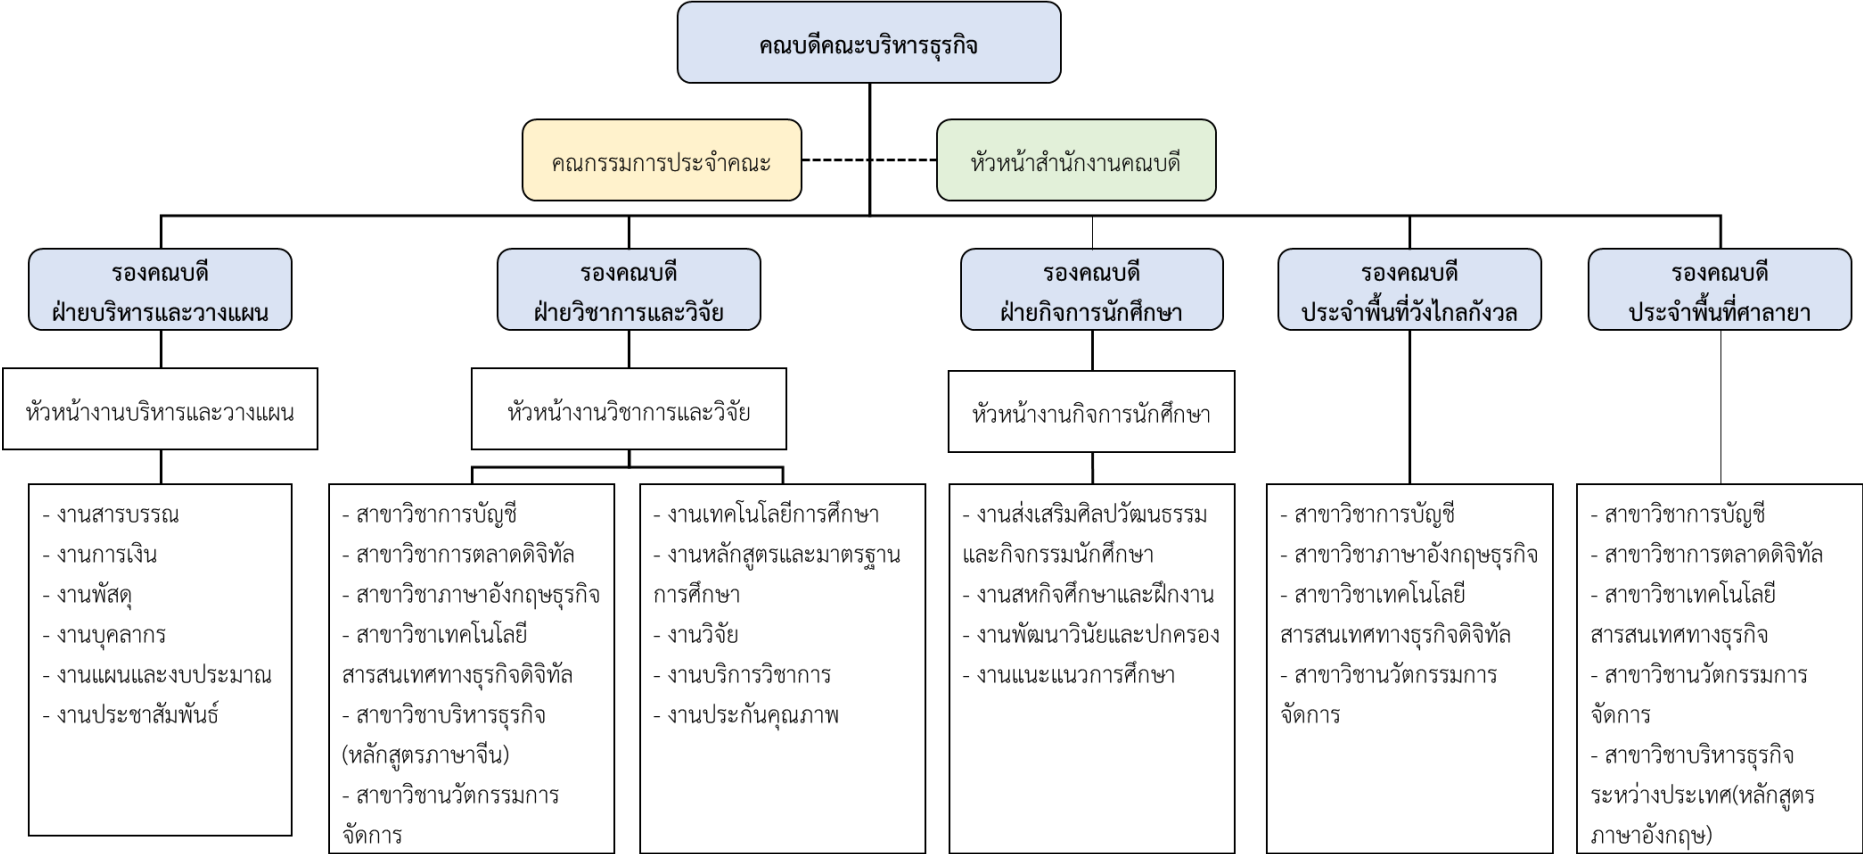 คณบดีคณะบริหารธุรกิจ
คณกรรมการประจำคณะ
หัวหน้าสำนักงานคณบดี
รองคณบดี
ฝ่ายบริหารและวางแผน
รองคณบดี
ฝ่ายวิชาการและวิจัย
รองคณบดี
ฝ่ายกิจการนักศึกษา
รองคณบดี
ประจำพื้นที่วังไกลกังวล
รองคณบดี
ประจำพื้นที่ศาลายา
หัวหน้างานบริหารและวางแผน
หัวหน้างานวิชาการและวิจัย
หัวหน้างานกิจการนักศึกษา
- งานสารบรรณ
- งานการเงิน
- งานพัสดุ
- งานบุคลากร
- งานแผนและงบประมาณ
- งานประชาสัมพันธ์
- สาขาวิชาการบัญชี
- สาขาวิชาการตลาดดิจิทัล
- สาขาวิชาภาษาอังกฤษธุรกิจ
- สาขาวิชาเทคโนโลยี
สารสนเทศทางธุรกิจดิจิทัล
- สาขาวิชาบริหารธุรกิจ
(หลักสูตรภาษาจีน)
- สาขาวิชานวัตกรรมการ
จัดการ
- งานเทคโนโลยีการศึกษา
- งานหลักสูตรและมาตรฐาน
การศึกษา
- งานวิจัย
- งานบริการวิชาการ
- งานประกันคุณภาพ
- งานส่งเสริมศิลปวัฒนธรรม
และกิจกรรมนักศึกษา
- งานสหกิจศึกษาและฝึกงาน
- งานพัฒนาวินัยและปกครอง
- งานแนะแนวการศึกษา
- สาขาวิชาการบัญชี
- สาขาวิชาภาษาอังกฤษธุรกิจ
- สาขาวิชาเทคโนโลยี
สารสนเทศทางธุรกิจดิจิทัล
- สาขาวิชานวัตกรรมการ
จัดการ
- สาขาวิชาการบัญชี
- สาขาวิชาการตลาดดิจิทัล
- สาขาวิชาเทคโนโลยี
สารสนเทศทางธุรกิจ
- สาขาวิชานวัตกรรมการ
จัดการ
- สาขาวิชาบริหารธุรกิจ
ระหว่างประเทศ(หลักสูตร
ภาษาอังกฤษ)